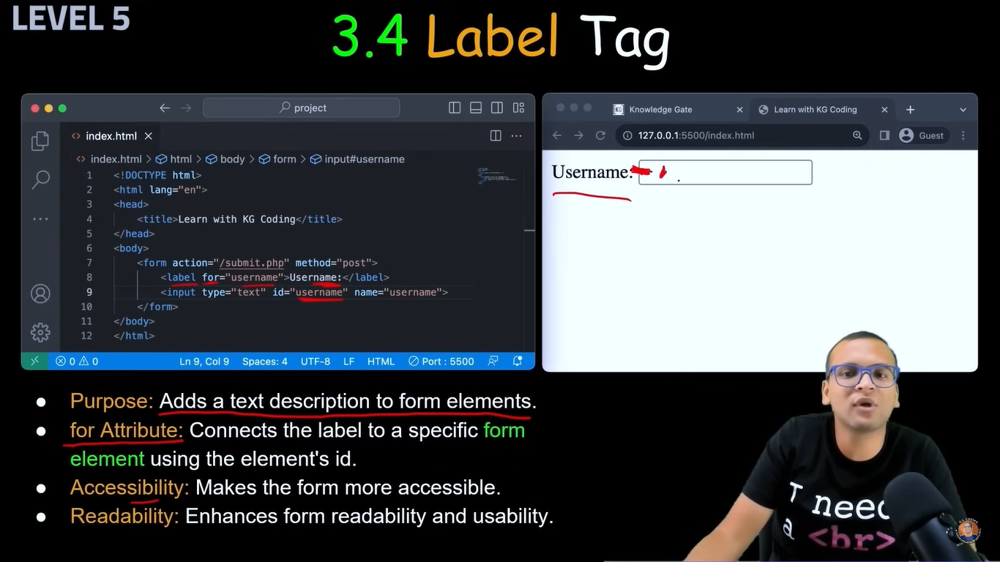 LEVEL 5
3.4 Label Tag
project
index.html
index.html > html > body > form > input#username
1 <!DOCTYPE html>
2 <html lang="en">
3 <head>
4 <title>Learn with KG Coding</title>
5 </head>
6 <body>
7 <form action="/submit.php" method="post">
8 <label for="username">Username:</label>
9 <input type="text" id="username" name="username">
10 </form>
11 </body>
12 </html>
0 0 Ln 9, Col 9 Spaces: 4 UTF-8 LF HTML Port : 5500
KG Knowledge Gate Learn with KG Coding
127.0.0.1:5500/index.html Guest
Username:
• Purpose: Adds a text description to form elements.
• for Attribute: Connects the label to a specific form
element using the element's id.
• Accessibility: Makes the form more accessible.
• Readability: Enhances form readability and usability.
I need
a <br>